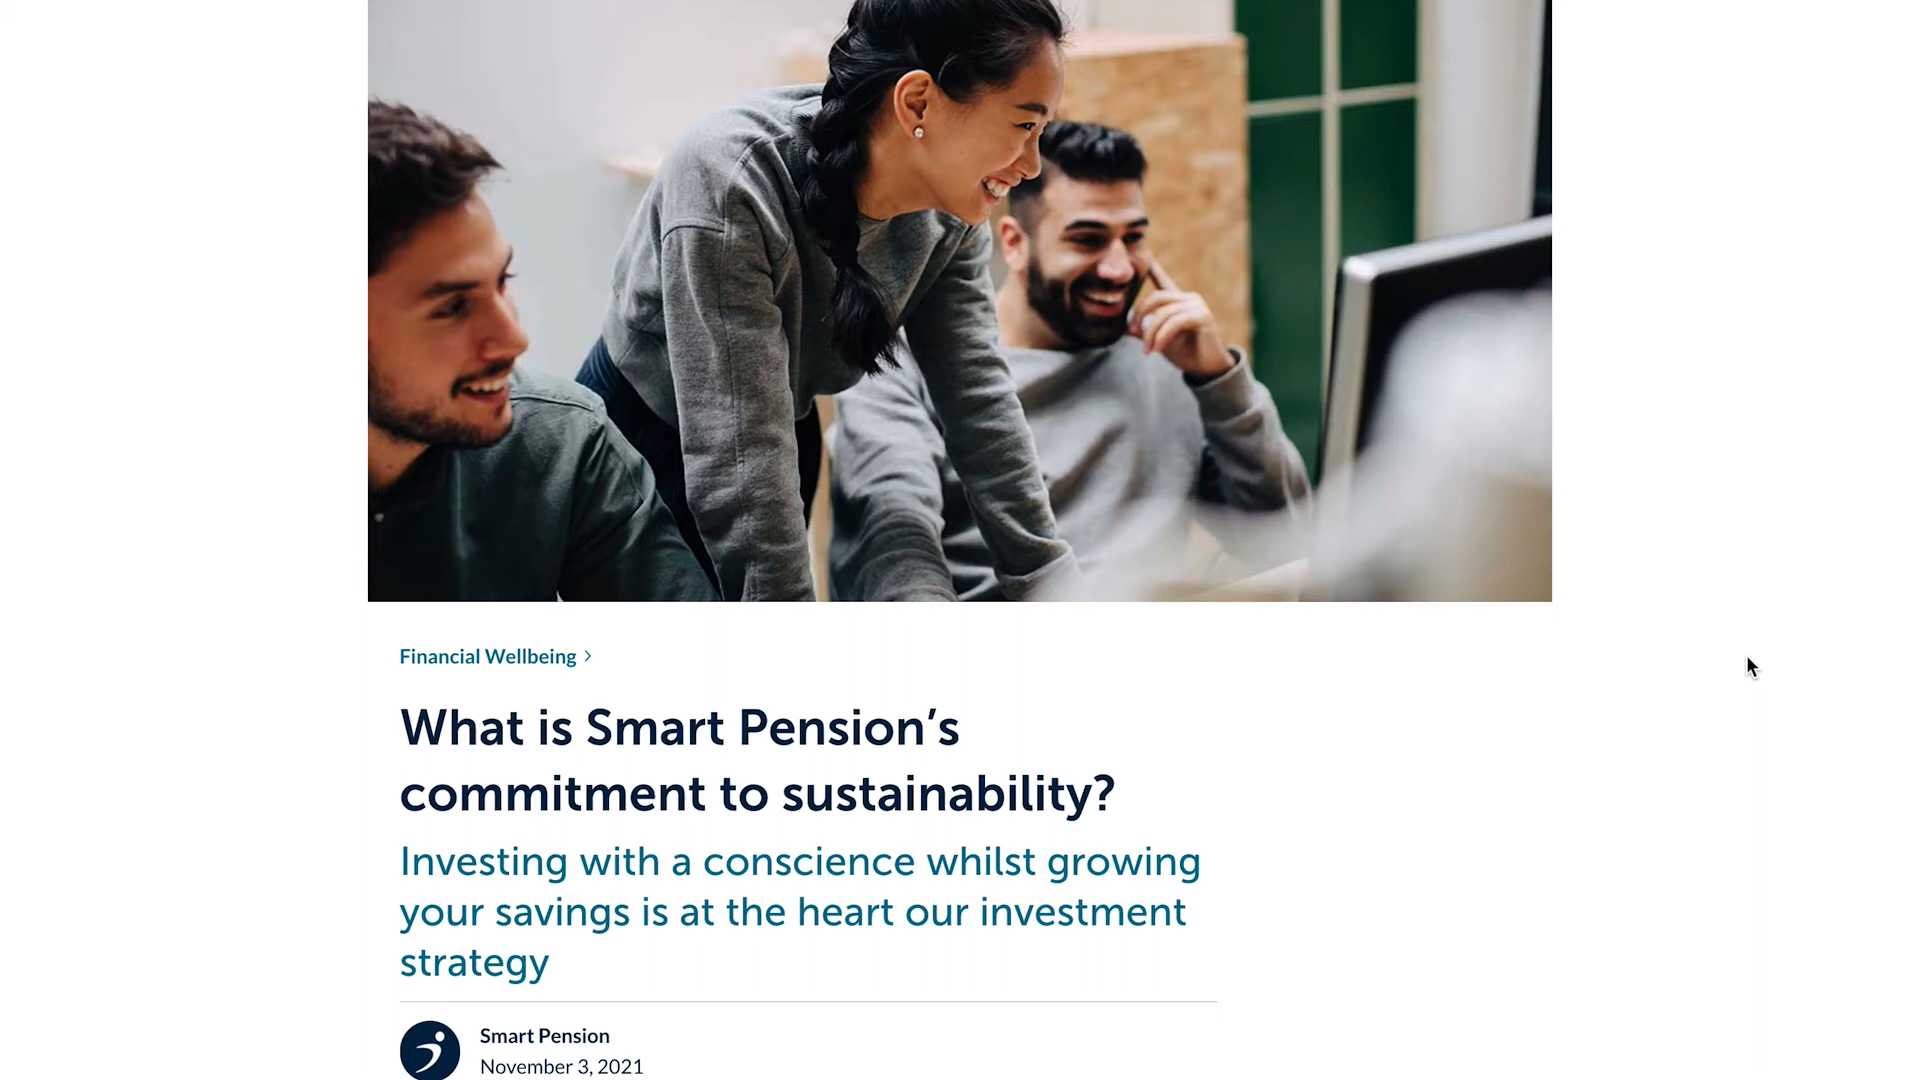 Financial Wellbeing
What is Smart Pension’s
commitment to sustainability?
Investing with a conscience whilst growing
your savings is at the heart our investment
strategy
Smart Pension
November 3, 2021